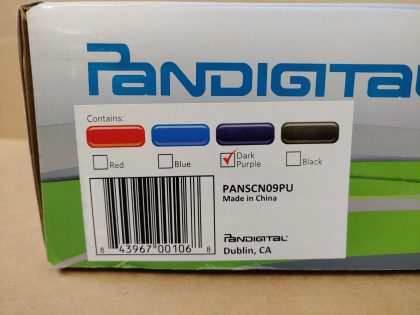 PANDIGITAL
Contains:
Red
Blue
Dark Purple
Black
PANSCN09PU
Made in China
8 43967 00106 8
PANDIGITAL®
Dublin, CA